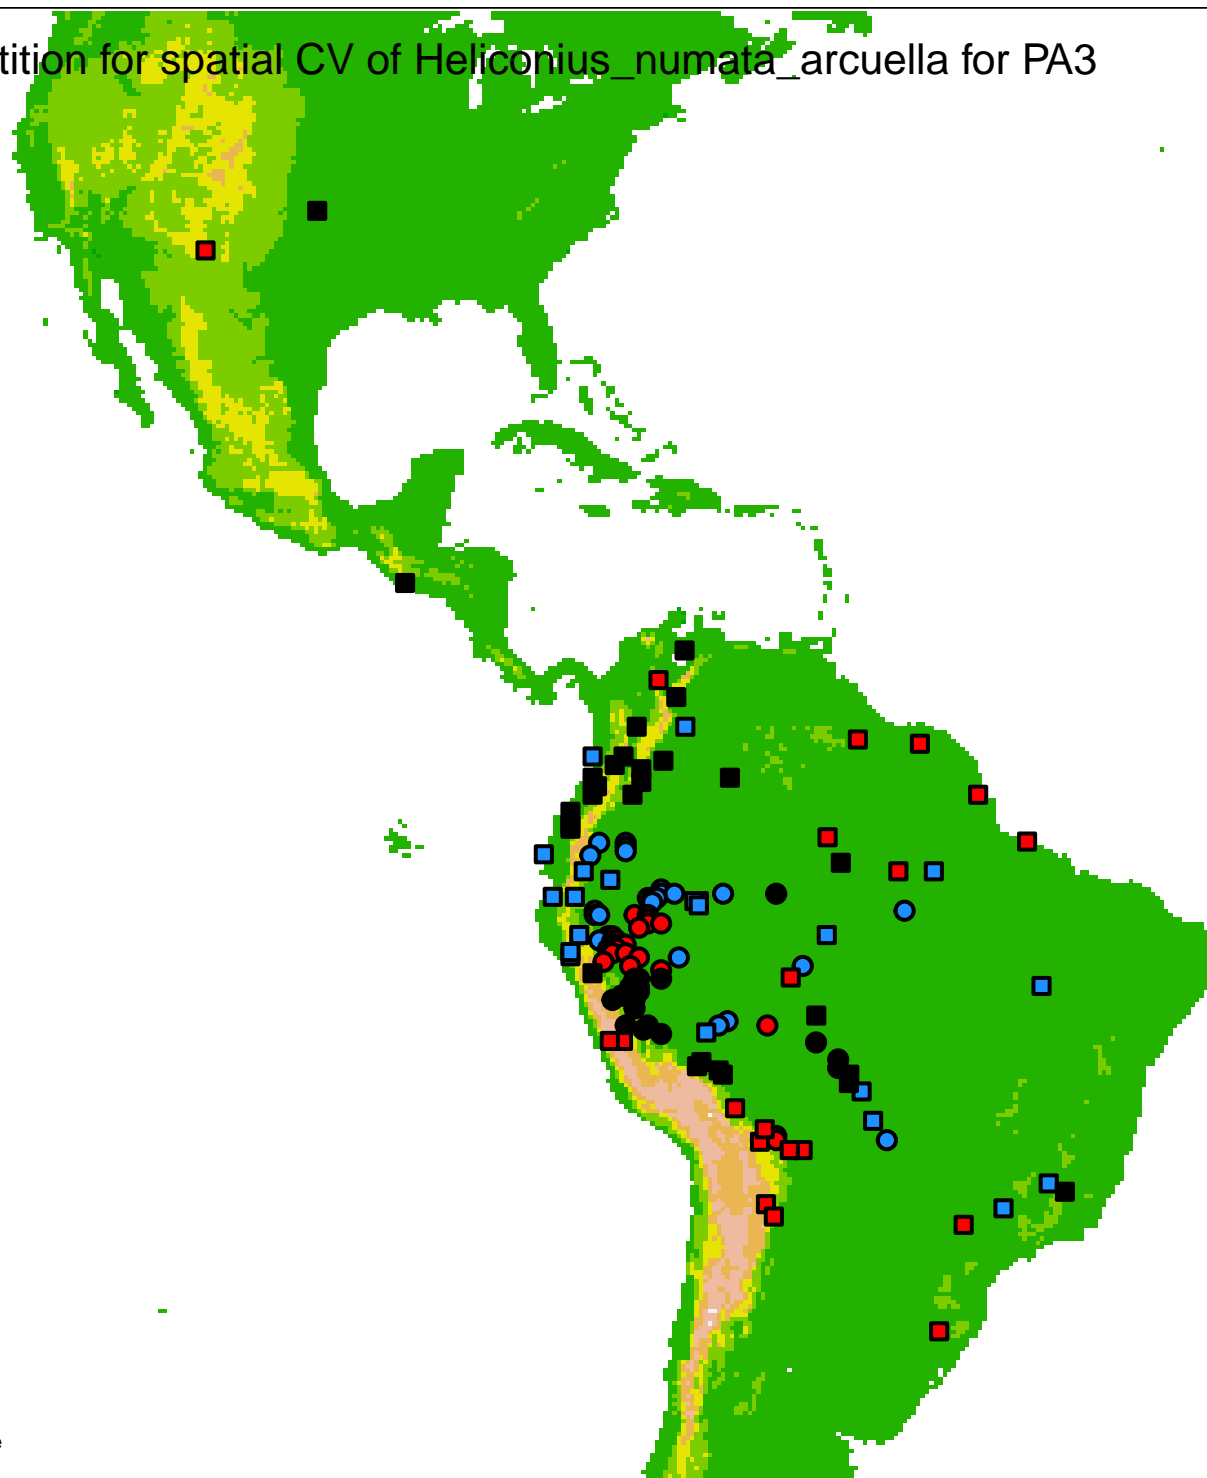 tition for spatial CV of Heliconius_numata_arcuella for PA3